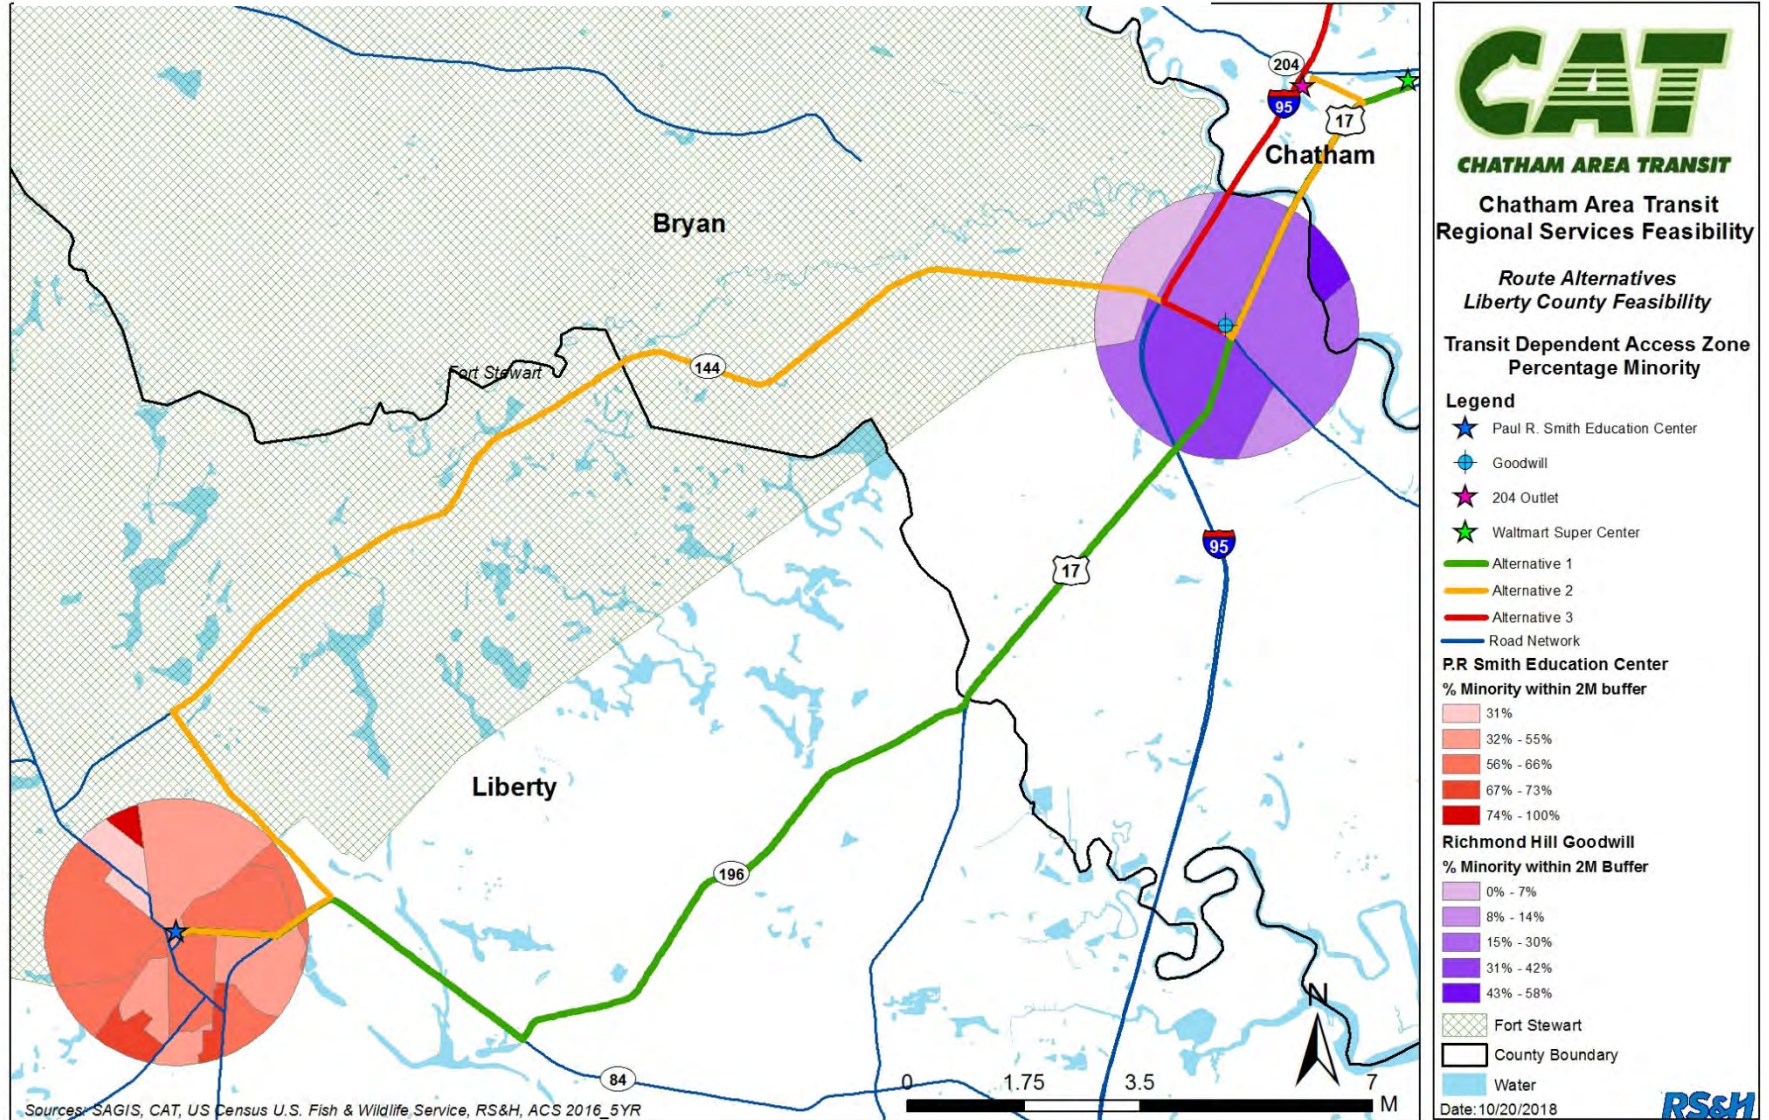 204
95
17
Chatham
Bryan
Fort Stewart
144
95
17
Liberty
196
84
N
0 1.75 3.5 7
M
Sources: SAGIS, CAT, US Census U.S. Fish & Wildlife Service, RS&H, ACS 2016_5YR
CAT
CHATHAM AREA TRANSIT
Chatham Area Transit
Regional Services Feasibility
Route Alternatives
Liberty County Feasibility
Transit Dependent Access Zone
Percentage Minority
Legend
Paul R. Smith Education Center
Goodwill
204 Outlet
Waltmart Super Center
Alternative 1
Alternative 2
Alternative 3
Road Network
P.R Smith Education Center
% Minority within 2M buffer
31%
32% - 55%
56% - 66%
67% - 73%
74% - 100%
Richmond Hill Goodwill
% Minority within 2M Buffer
0% - 7%
8% - 14%
15% - 30%
31% - 42%
43% - 58%
Fort Stewart
County Boundary
Water
Date:10/20/2018
RS&H